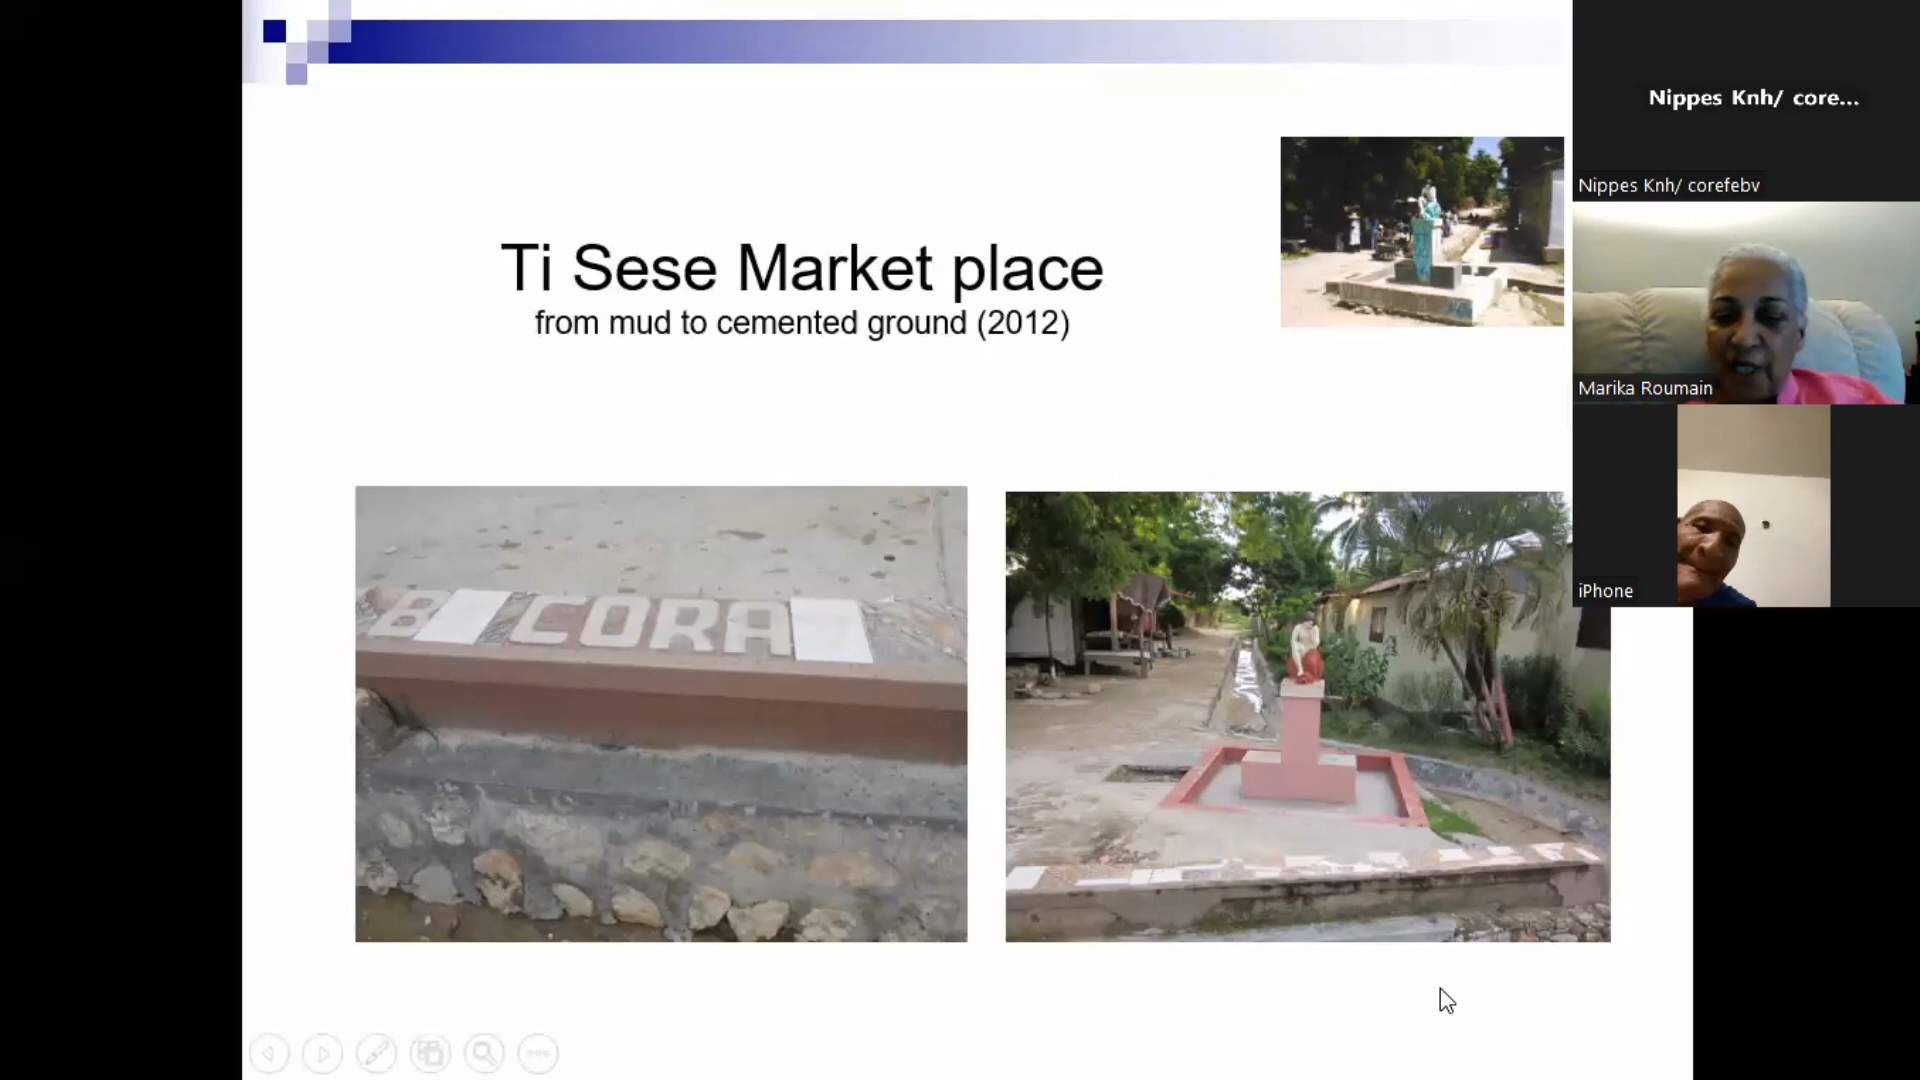 Ti Sese Market place
from mud to cemented ground (2012)
B CORA
Nippes Knh/ core...
Nippes Knh/ corefebv
Marika Roumain
iPhone